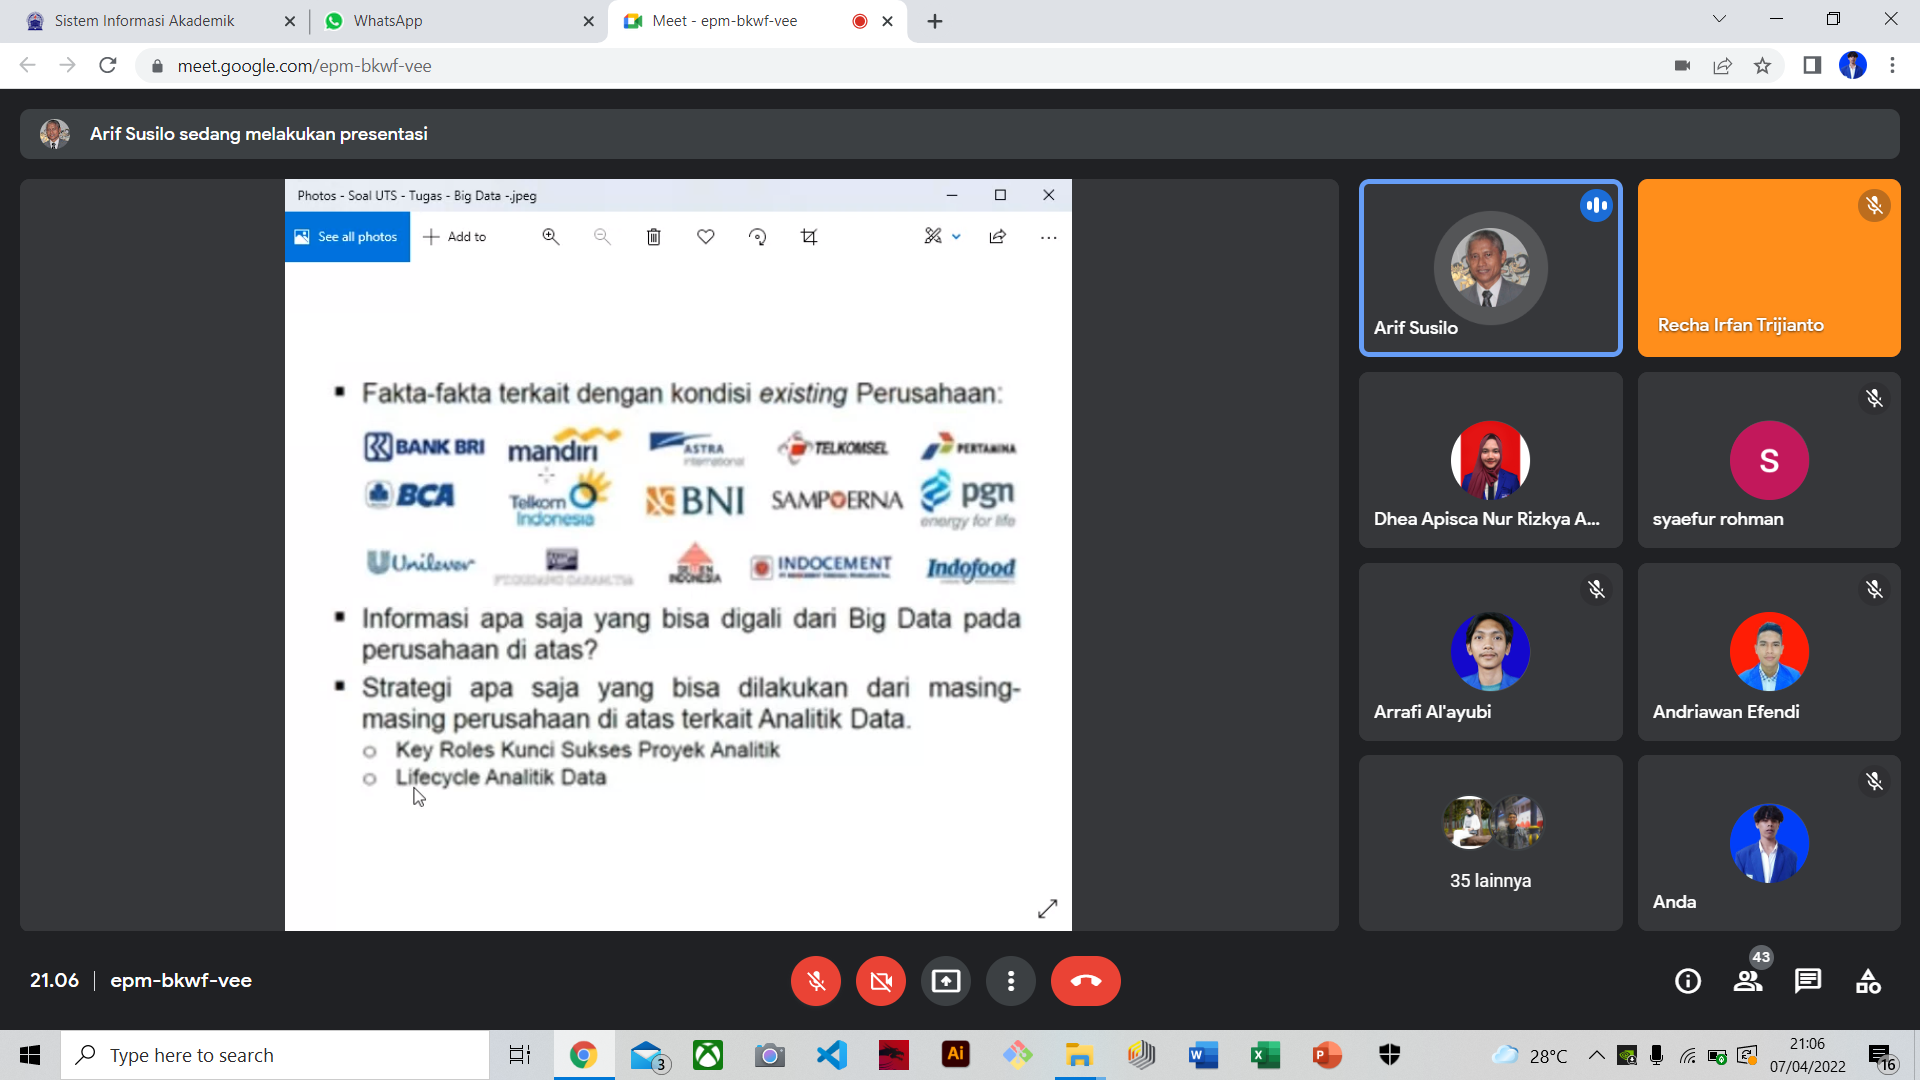 Sistem Informasi Akademik
WhatsApp
Meet - epm-bkwf-vee
meet.google.com/epm-bkwf-vee
Arif Susilo sedang melakukan presentasi
Photos - Soal UTS - Tugas - Big Data -.jpeg
See all photos
Add to
Fakta-fakta terkait dengan kondisi existing Perusahaan:
BANK BRI mandiri ASTRA international TELKOMSEL PERTAMINA
BCA Telkom Indonesia BNI SAMPOERNA pgn energy for life
Unilever SEMEN INDONESIA INDOCEMENT Indofood
Informasi apa saja yang bisa digali dari Big Data pada
perusahaan di atas?
Strategi apa saja yang bisa dilakukan dari masing-
masing perusahaan di atas terkait Analitik Data.
Key Roles Kunci Sukses Proyek Analitik
Lifecycle Analitik Data
Arif Susilo
Recha Irfan Trijianto
Dhea Apisca Nur Rizkya A...
S
syaefur rohman
Arrafi Al'ayubi
Andriawan Efendi
35 lainnya
Anda
21.06
epm-bkwf-vee
43
Type here to search
3
Ai
28°C
21:06
07/04/2022
16